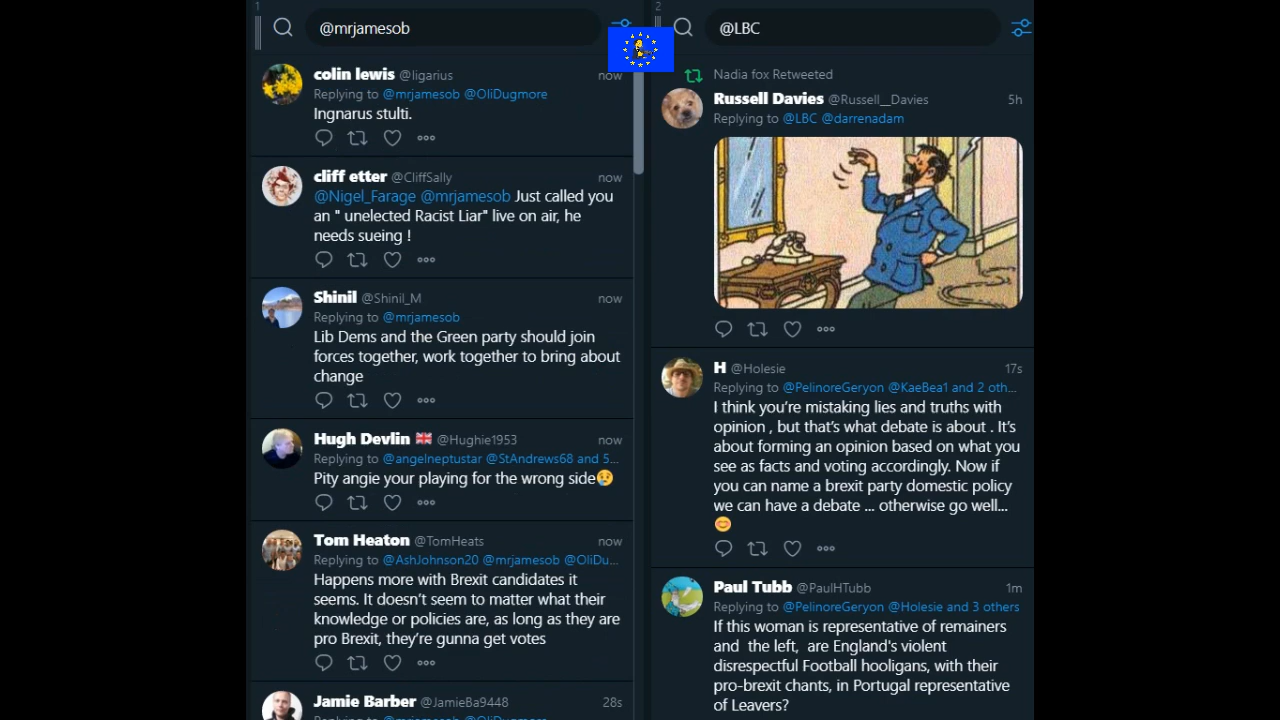 1
@mrjamesob
colin lewis @ligarius now
Replying to @mrjamesob @OliDugmore
Ingnarus stulti.
cliff etter @CliffSally now
@Nigel_Farage @mrjamesob Just called you
an " unelected Racist Liar" live on air, he
needs sueing !
Shinil @Shinil_M now
Replying to @mrjamesob
Lib Dems and the Green party should join
forces together, work together to bring about
change
Hugh Devlin 🇬🇧 @Hughie1953 now
Replying to @angelneptustar @StAndrews68 and 5...
Pity angie your playing for the wrong side😢
Tom Heaton @TomHeats now
Replying to @AshJohnson20 @mrjamesob @OliDu...
Happens more with Brexit candidates it
seems. It doesn't seem to matter what their
knowledge or policies are, as long as they are
pro Brexit, they're gunna get votes
Jamie Barber @JamieBa9448 28s
Replying to @mrjamesob @OliDugmore
2
@LBC
Nadia fox Retweeted
Russell Davies @Russell__Davies 5h
Replying to @LBC @darrenadam
H @Holesie 17s
Replying to @PelinoreGeryon @KaeBea1 and 2 oth...
I think you're mistaking lies and truths with
opinion , but that's what debate is about . It's
about forming an opinion based on what you
see as facts and voting accordingly. Now if
you can name a brexit party domestic policy
we can have a debate ... otherwise go well...
😊
Paul Tubb @PaulHTubb 1m
Replying to @PelinoreGeryon @Holesie and 3 others
If this woman is representative of remainers
and  the left,  are England's violent
disrespectful Football hooligans, with their
pro-brexit chants, in Portugal representative
of Leavers?